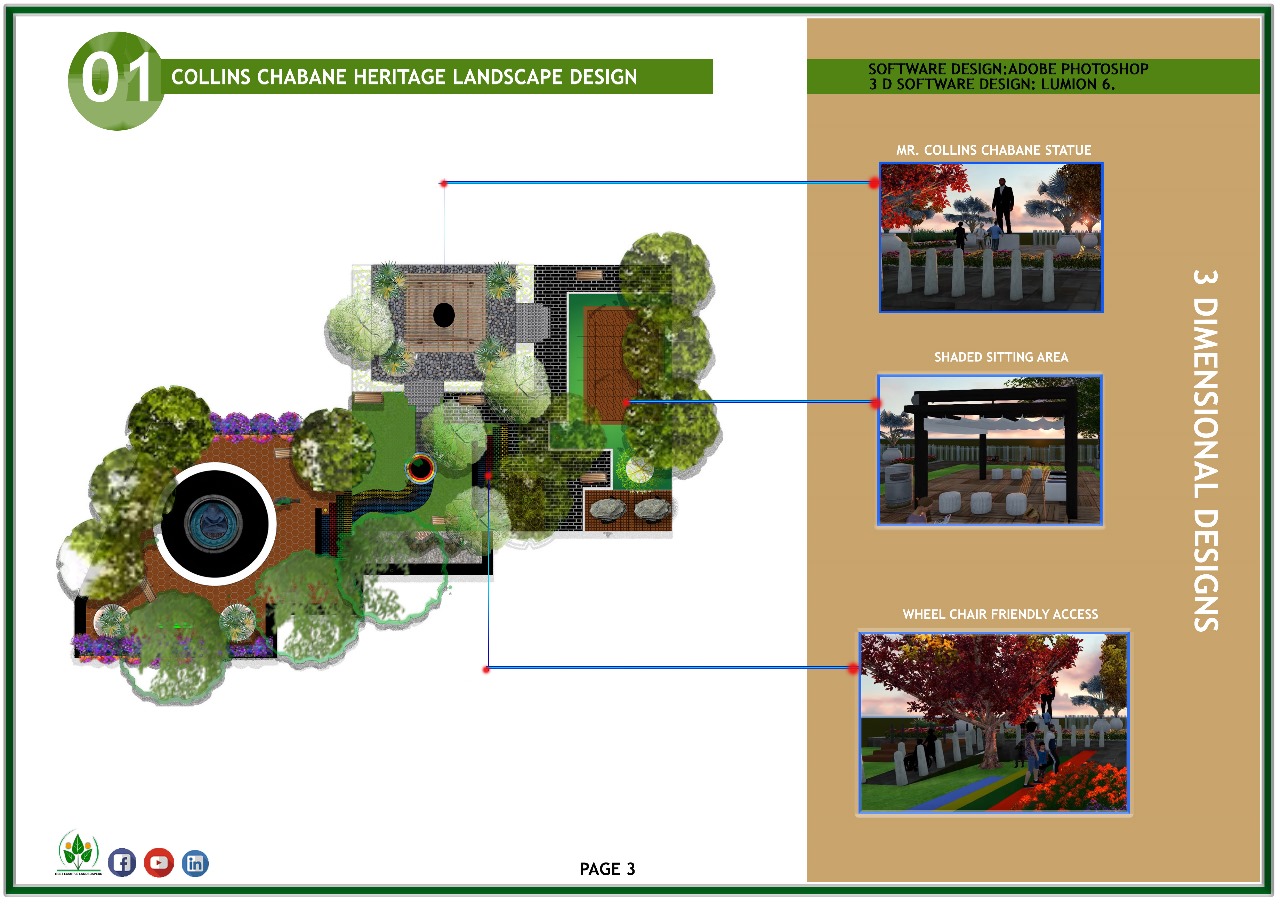 01
COLLINS CHABANE HERITAGE LANDSCAPE DESIGN
SOFTWARE DESIGN:ADOBE PHOTOSHOP
3 D SOFTWARE DESIGN: LUMION 6.
MR. COLLINS CHABANE STATUE
SHADED SITTING AREA
WHEEL CHAIR FRIENDLY ACCESS
3 DIMENSIONAL DESIGNS
PAGE 3